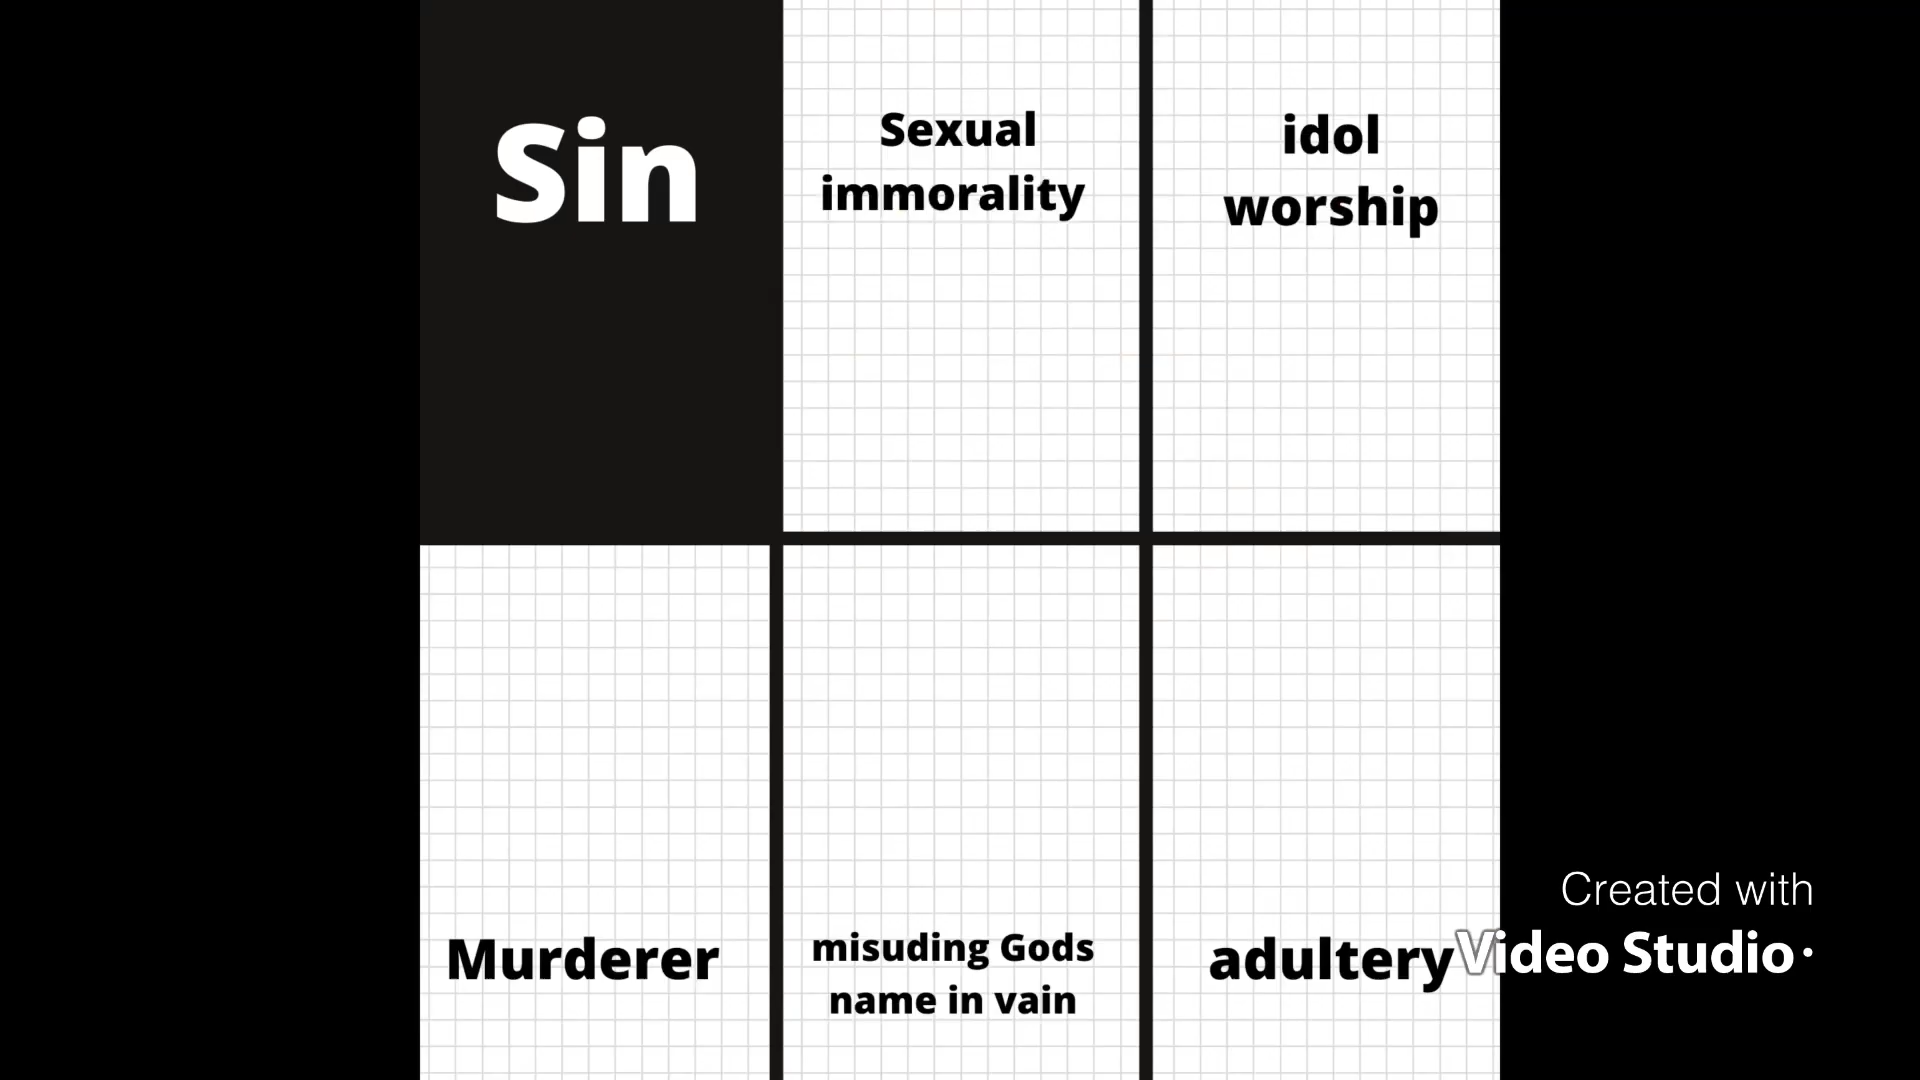 Sin
Sexual
immorality
idol
worship
Murderer
misuding Gods
name in vain
adultery
Created with
Video Studio